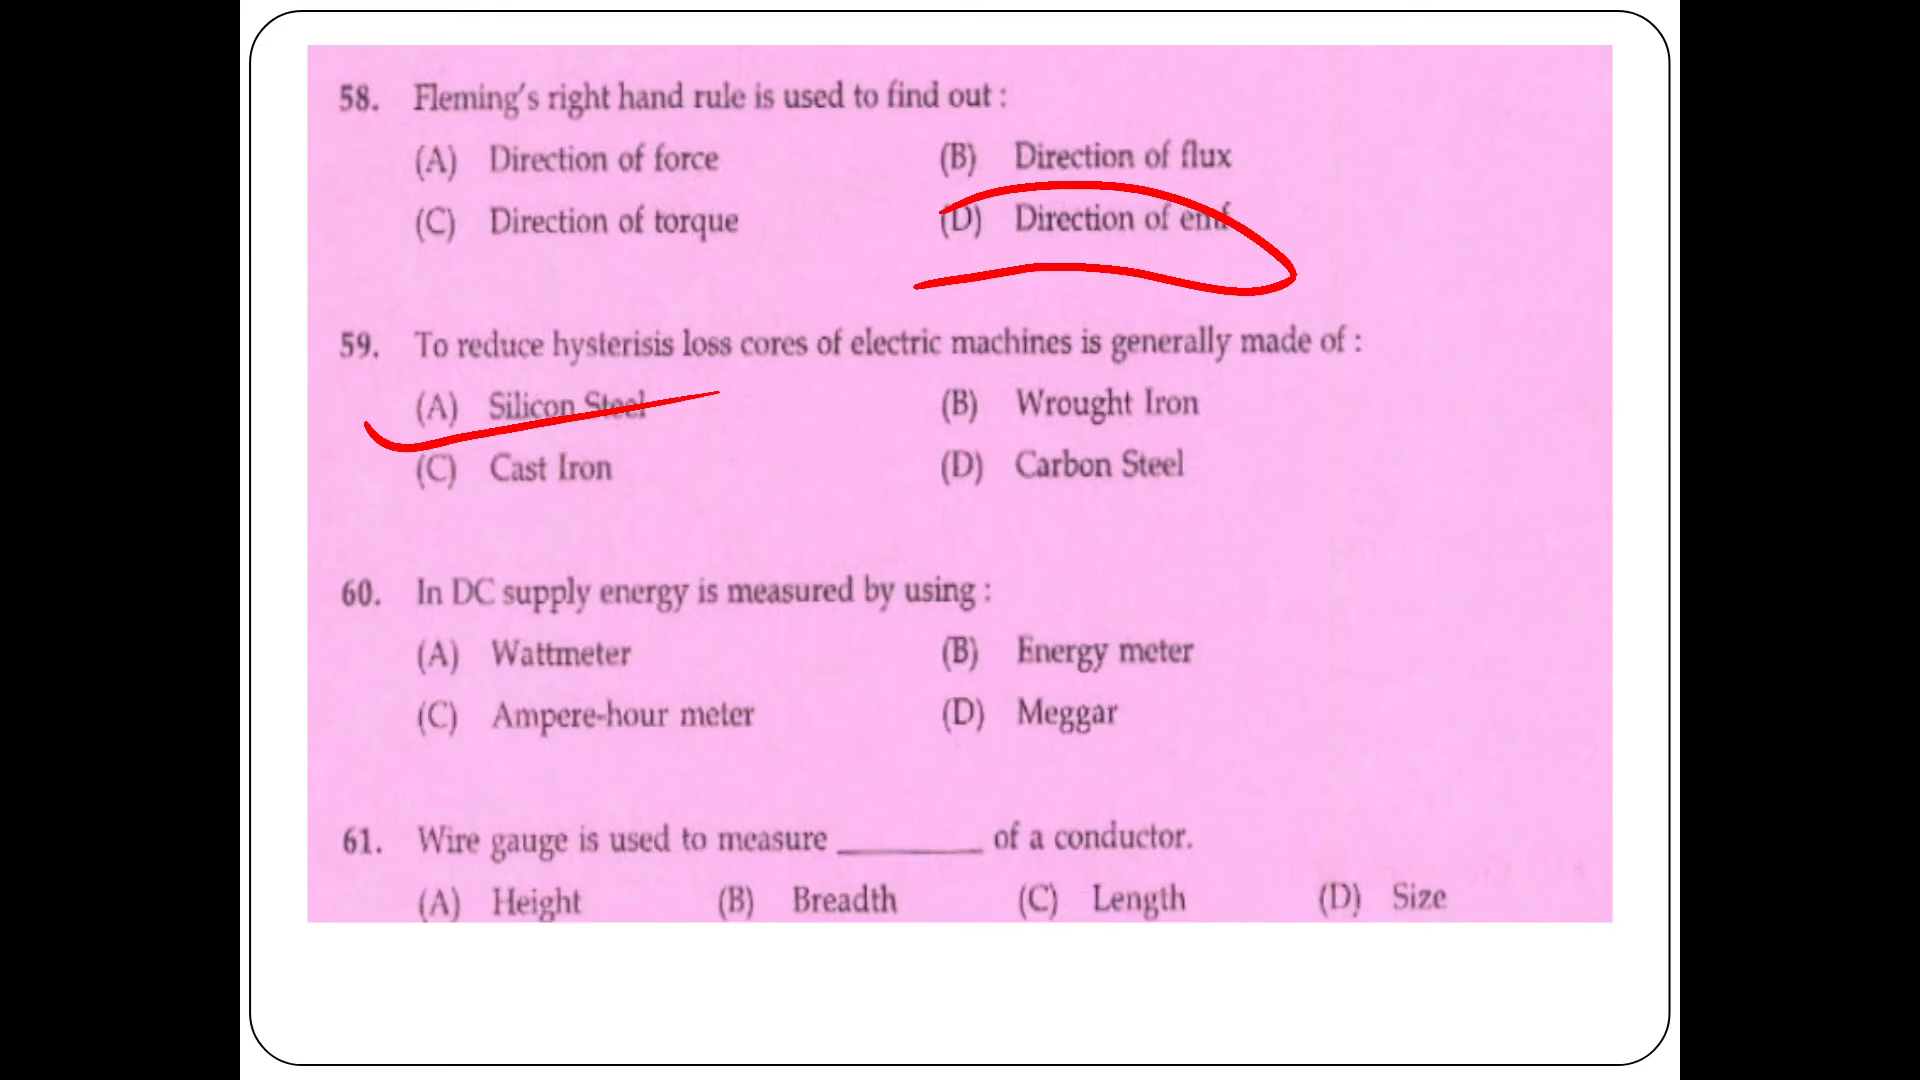 58. Fleming's right hand rule is used to find out :
(A) Direction of force (B) Direction of flux
(C) Direction of torque (D) Direction of emf
59. To reduce hysterisis loss cores of electric machines is generally made of :
(A) Silicon Steel (B) Wrought Iron
(C) Cast Iron (D) Carbon Steel
60. In DC supply energy is measured by using :
(A) Wattmeter (B) Energy meter
(C) Ampere-hour meter (D) Meggar
61. Wire gauge is used to measure ________ of a conductor.
(A) Height (B) Breadth (C) Length (D) Size